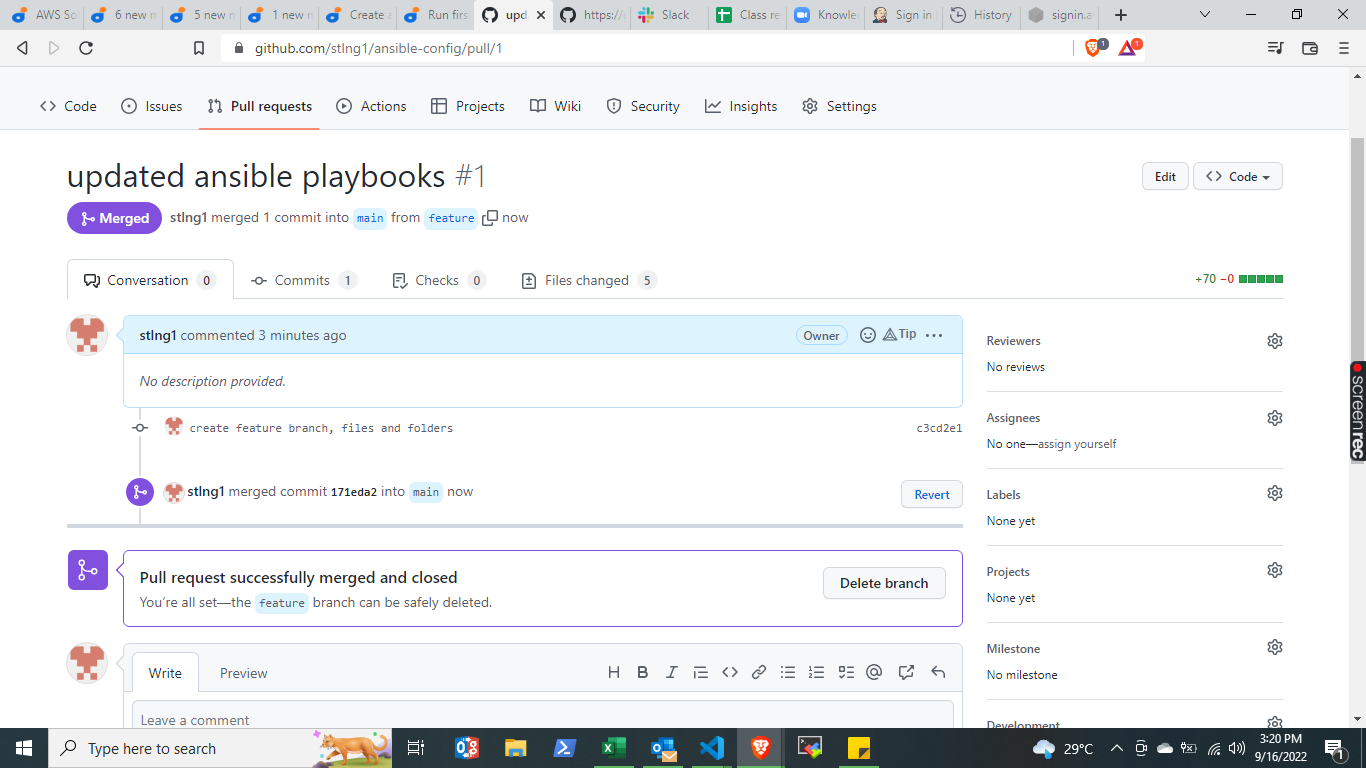 AWS So
6 new m
5 new m
1 new m
Create a
Run first
upd
https://
Slack
Class re
Knowle
Sign in
History
signin.a
github.com/stlng1/ansible-config/pull/1
1
1
Code
Issues
Pull requests
Actions
Projects
Wiki
Security
Insights
Settings
updated ansible playbooks #1
Edit
Code
Merged
stlng1 merged 1 commit into main from feature now
Conversation 0
Commits 1
Checks 0
Files changed 5
+70 −0
stlng1 commented 3 minutes ago
Owner
Tip
No description provided.
create feature branch, files and folders
c3cd2e1
stlng1 merged commit 171eda2 into main now
Revert
Pull request successfully merged and closed
You're all set—the feature branch can be safely deleted.
Delete branch
Write
Preview
Leave a comment
Reviewers
No reviews
Assignees
No one—assign yourself
Labels
None yet
Projects
None yet
Milestone
No milestone
Development
screenrec
Type here to search
29°C
3:20 PM
9/16/2022
1